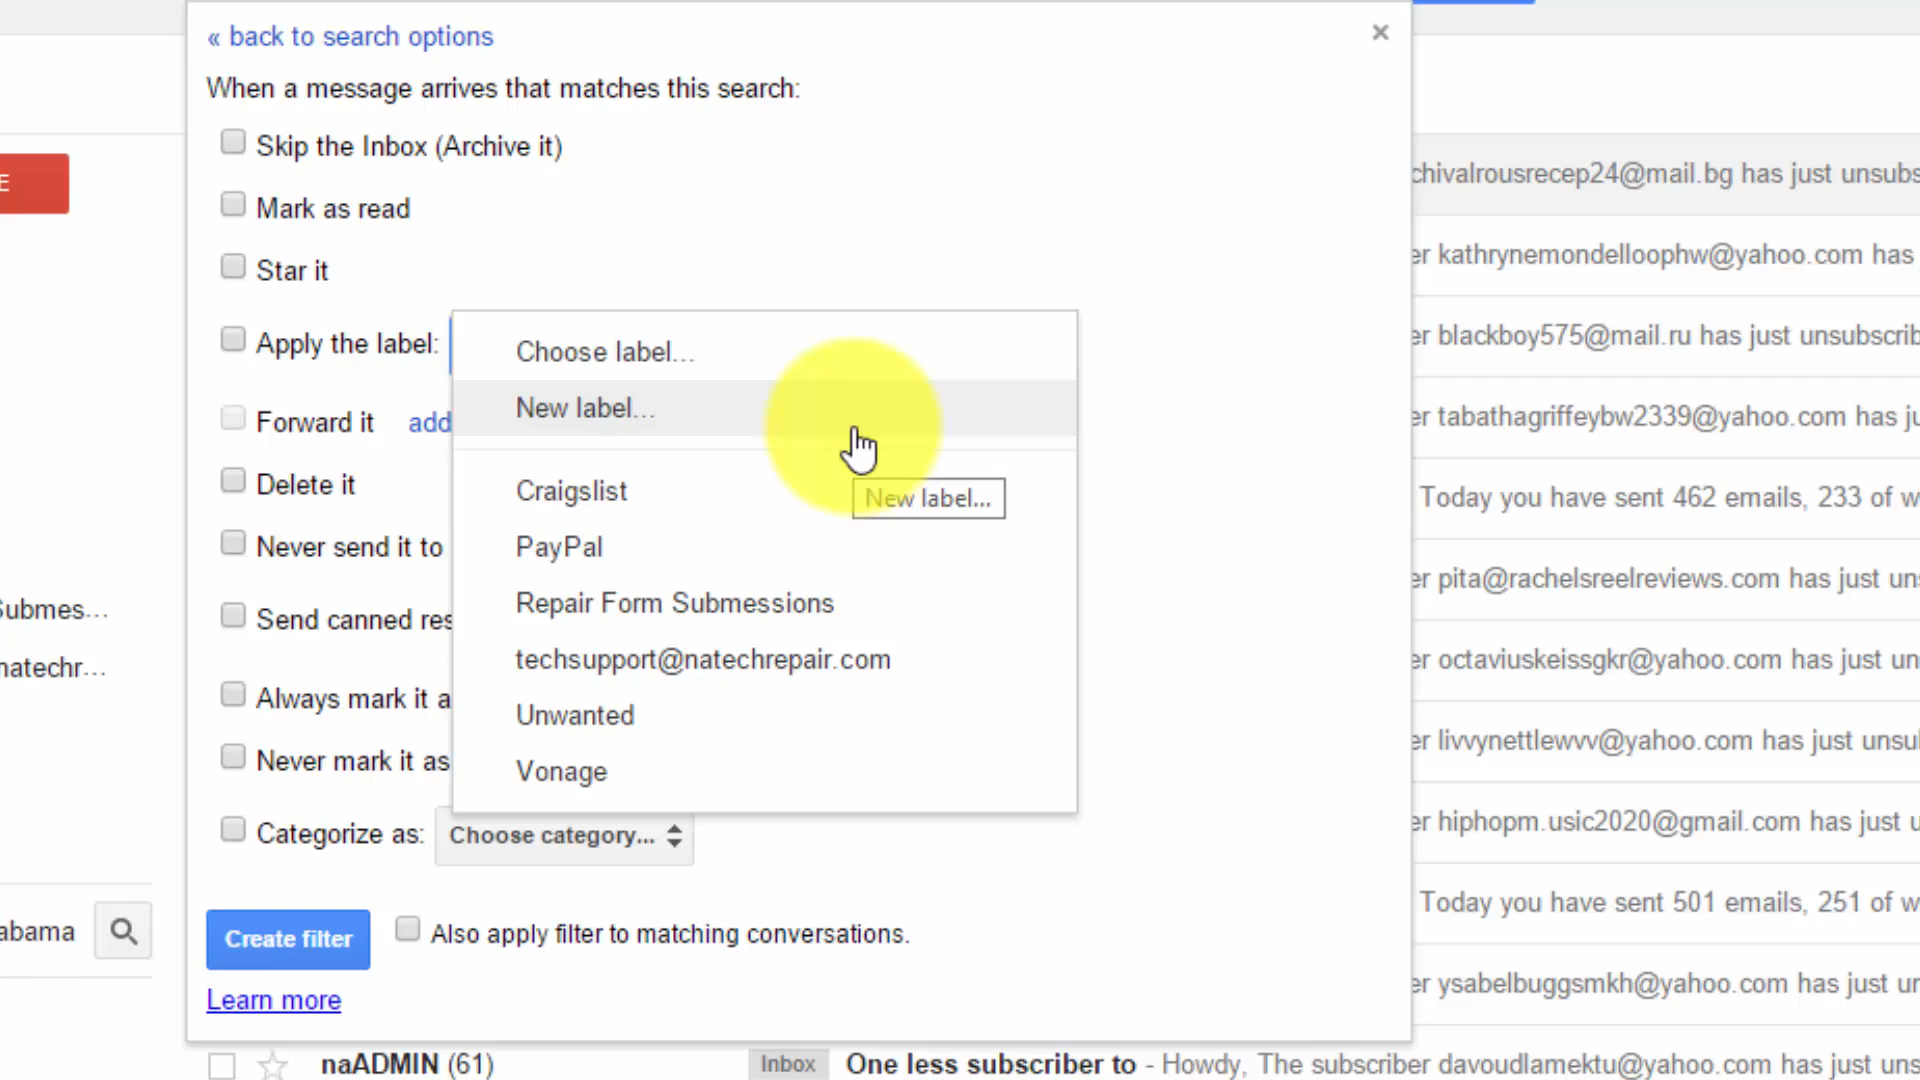 « back to search options
×
When a message arrives that matches this search:
Skip the Inbox (Archive it)
Mark as read
Star it
Apply the label:
Choose label...
New label...
Forward it add
Delete it
Craigslist
New label...
Never send it to
PayPal
Send canned res
Repair Form Submessions
techsupport@natechrepair.com
Always mark it a
Unwanted
Never mark it as
Vonage
Categorize as: Choose category...
Create filter
Also apply filter to matching conversations.
Learn more
E
Submes...
natechr...
abama
chivalrousrecep24@mail.bg has just unsubs
er kathrynemondelloophw@yahoo.com has
er blackboy575@mail.ru has just unsubscrib
er tabathagriffeybw2339@yahoo.com has ju
Today you have sent 462 emails, 233 of w
er pita@rachelsreelreviews.com has just un
er octaviuskeissgkr@yahoo.com has just un
er livvynettlewvv@yahoo.com has just unsu
er hiphopm.usic2020@gmail.com has just u
Today you have sent 501 emails, 251 of w
er ysabelbuggsmkh@yahoo.com has just ur
naADMIN (61) Inbox One less subscriber to - Howdy, The subscriber davoudlamektu@yahoo.com has just uns